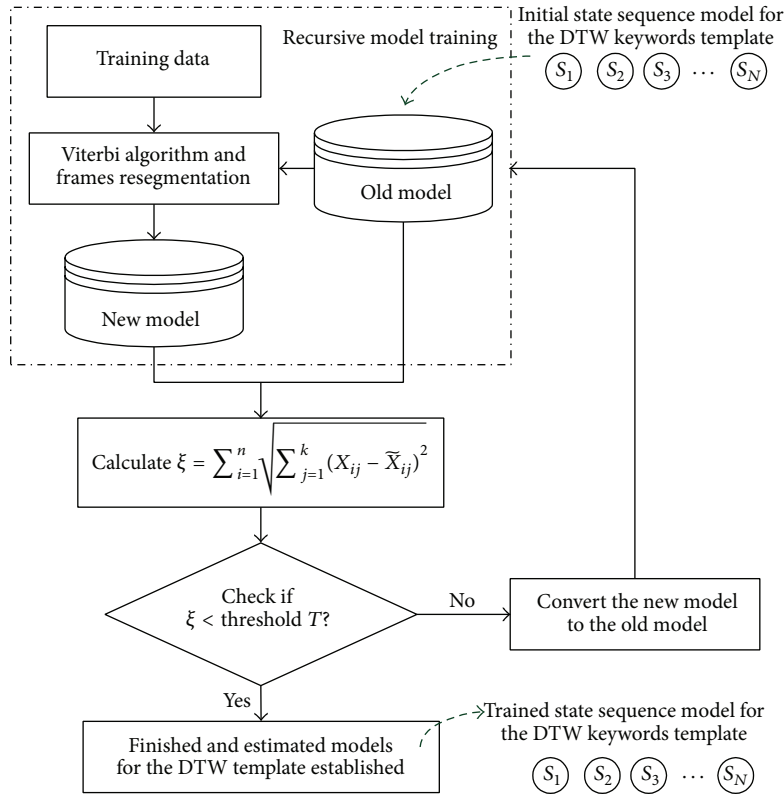 Recursive model training
Initial state sequence model for
the DTW keywords template
S1 S2 S3 ⋯ SN
Training data
Viterbi algorithm and
frames resegmentation
Old model
New model
Calculate ξ = ∑_{i=1}^{n} √(∑_{j=1}^{k} (X_{ij} − X̃_{ij})²)
Check if
ξ < threshold T?
No
Convert the new model
to the old model
Yes
Finished and estimated models
for the DTW template established
Trained state sequence model for
the DTW keywords template
S1 S2 S3 ⋯ SN